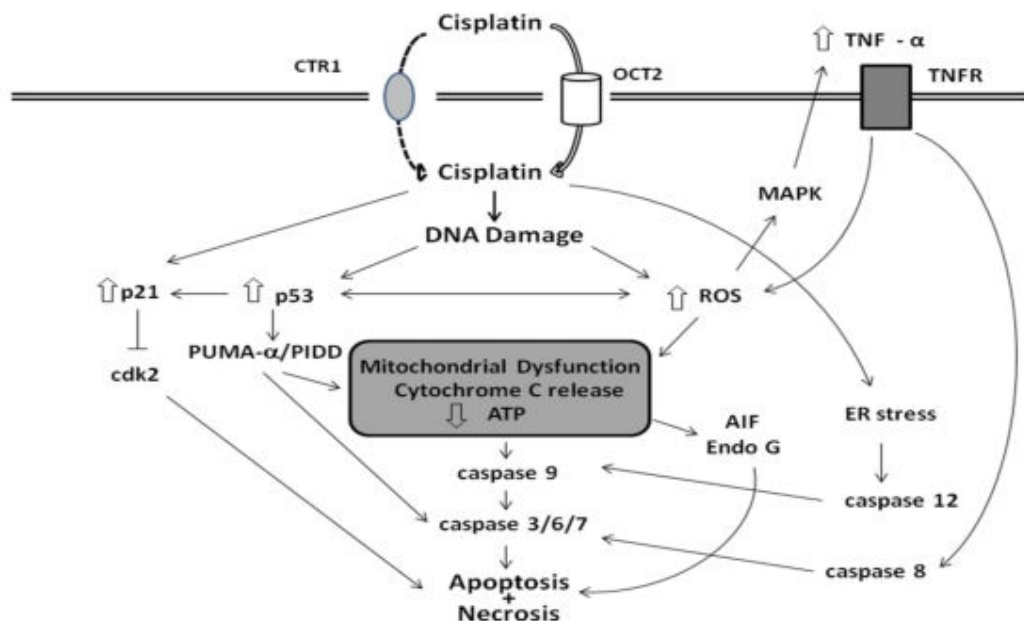 Cisplatin
TNF - α
CTR1
OCT2
TNFR
Cisplatin
MAPK
DNA Damage
p21
p53
ROS
PUMA-α/PIDD
cdk2
Mitochondrial Dysfunction
Cytochrome C release
ATP
AIF
Endo G
ER stress
caspase 9
caspase 12
caspase 3/6/7
caspase 8
Apoptosis
+
Necrosis